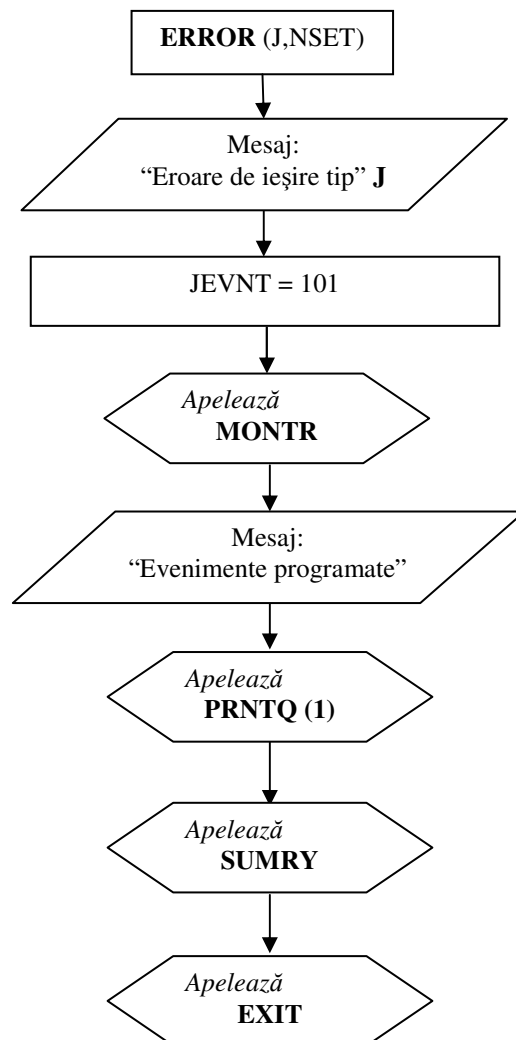 ERROR (J,NSET)
Mesaj:
“Eroare de ieşire tip” J
JEVNT = 101
Apelează
MONTR
Mesaj:
“Evenimente programate”
Apelează
PRNTQ (1)
Apelează
SUMRY
Apelează
EXIT